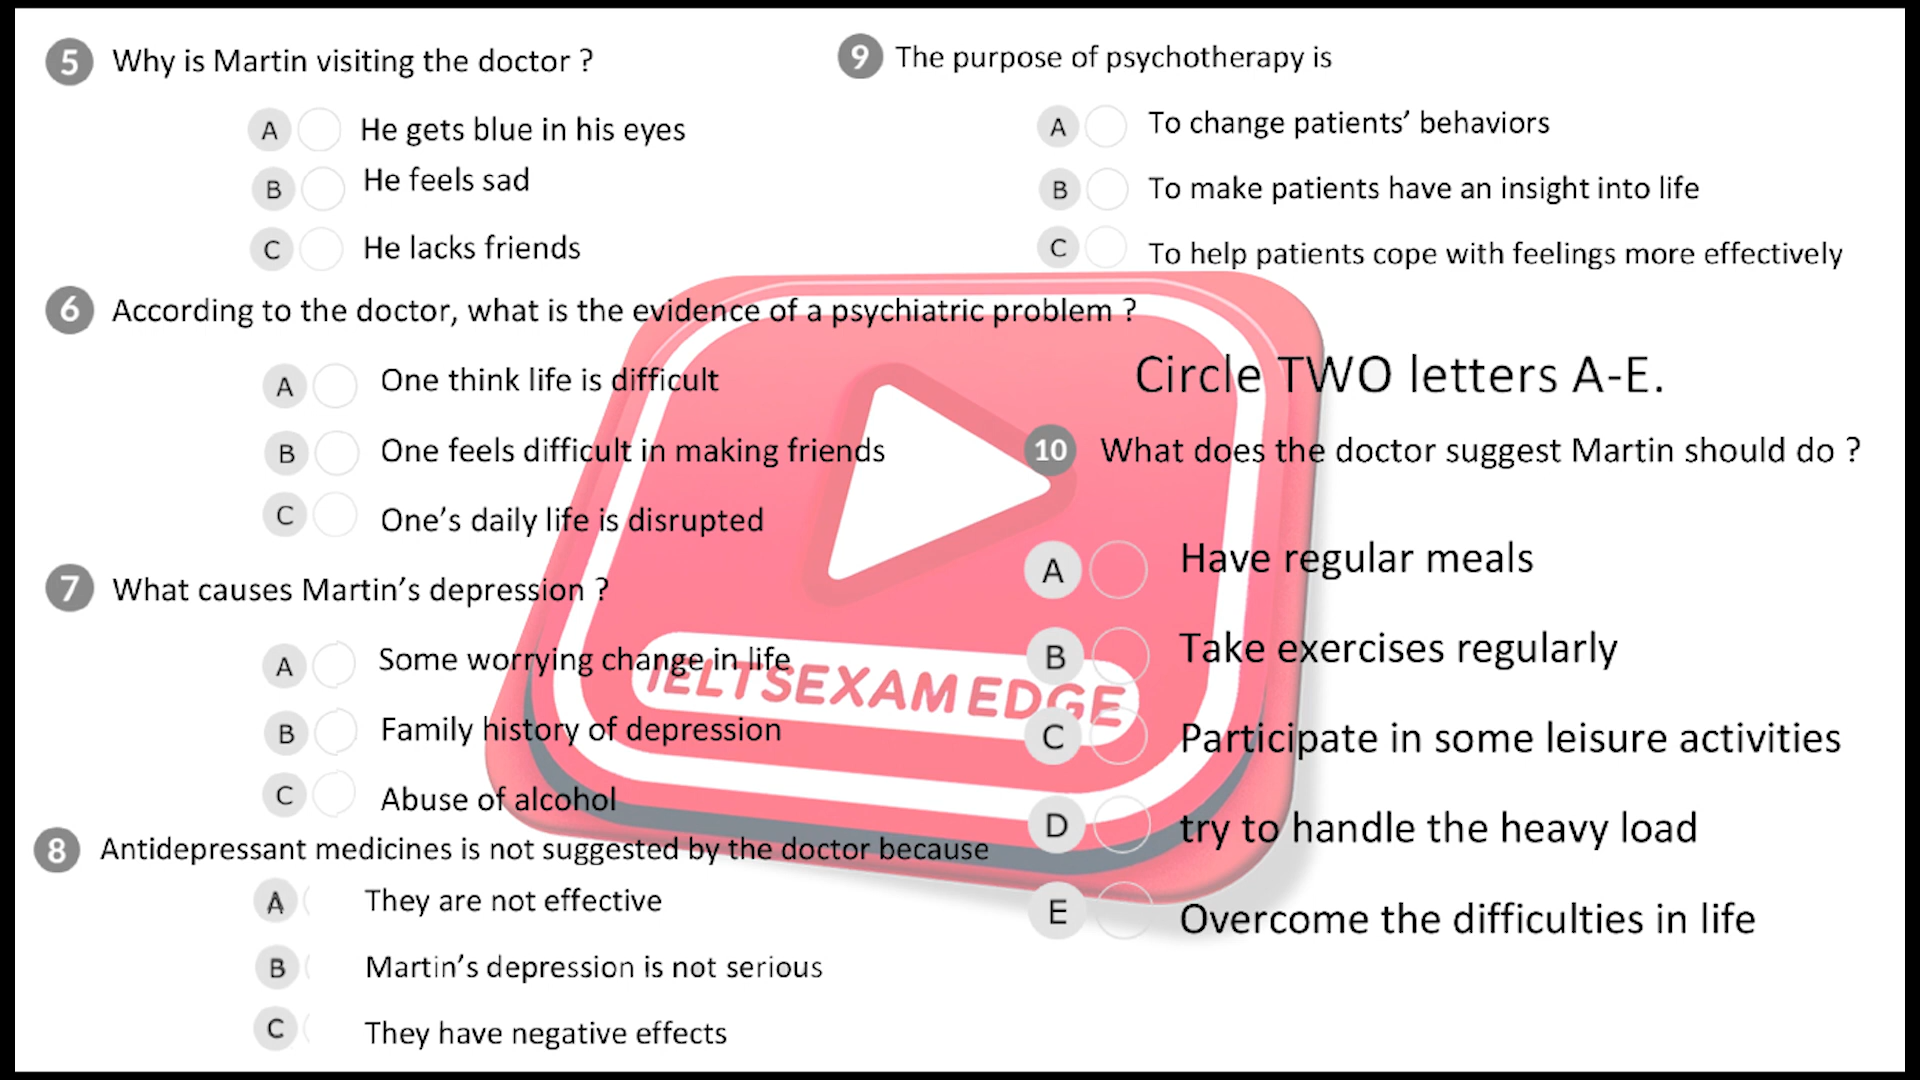 5 Why is Martin visiting the doctor ?
A He gets blue in his eyes
B He feels sad
C He lacks friends
6 According to the doctor, what is the evidence of a psychiatric problem ?
A One think life is difficult
B One feels difficult in making friends
C One's daily life is disrupted
7 What causes Martin's depression ?
A Some worrying change in life
B Family history of depression
C Abuse of alcohol
8 Antidepressant medicines is not suggested by the doctor because
A They are not effective
B Martin's depression is not serious
C They have negative effects
9 The purpose of psychotherapy is
A To change patients' behaviors
B To make patients have an insight into life
C To help patients cope with feelings more effectively
Circle TWO letters A-E.
10 What does the doctor suggest Martin should do ?
A Have regular meals
B Take exercises regularly
C Participate in some leisure activities
D try to handle the heavy load
E Overcome the difficulties in life
IELTSEXAMEDGE